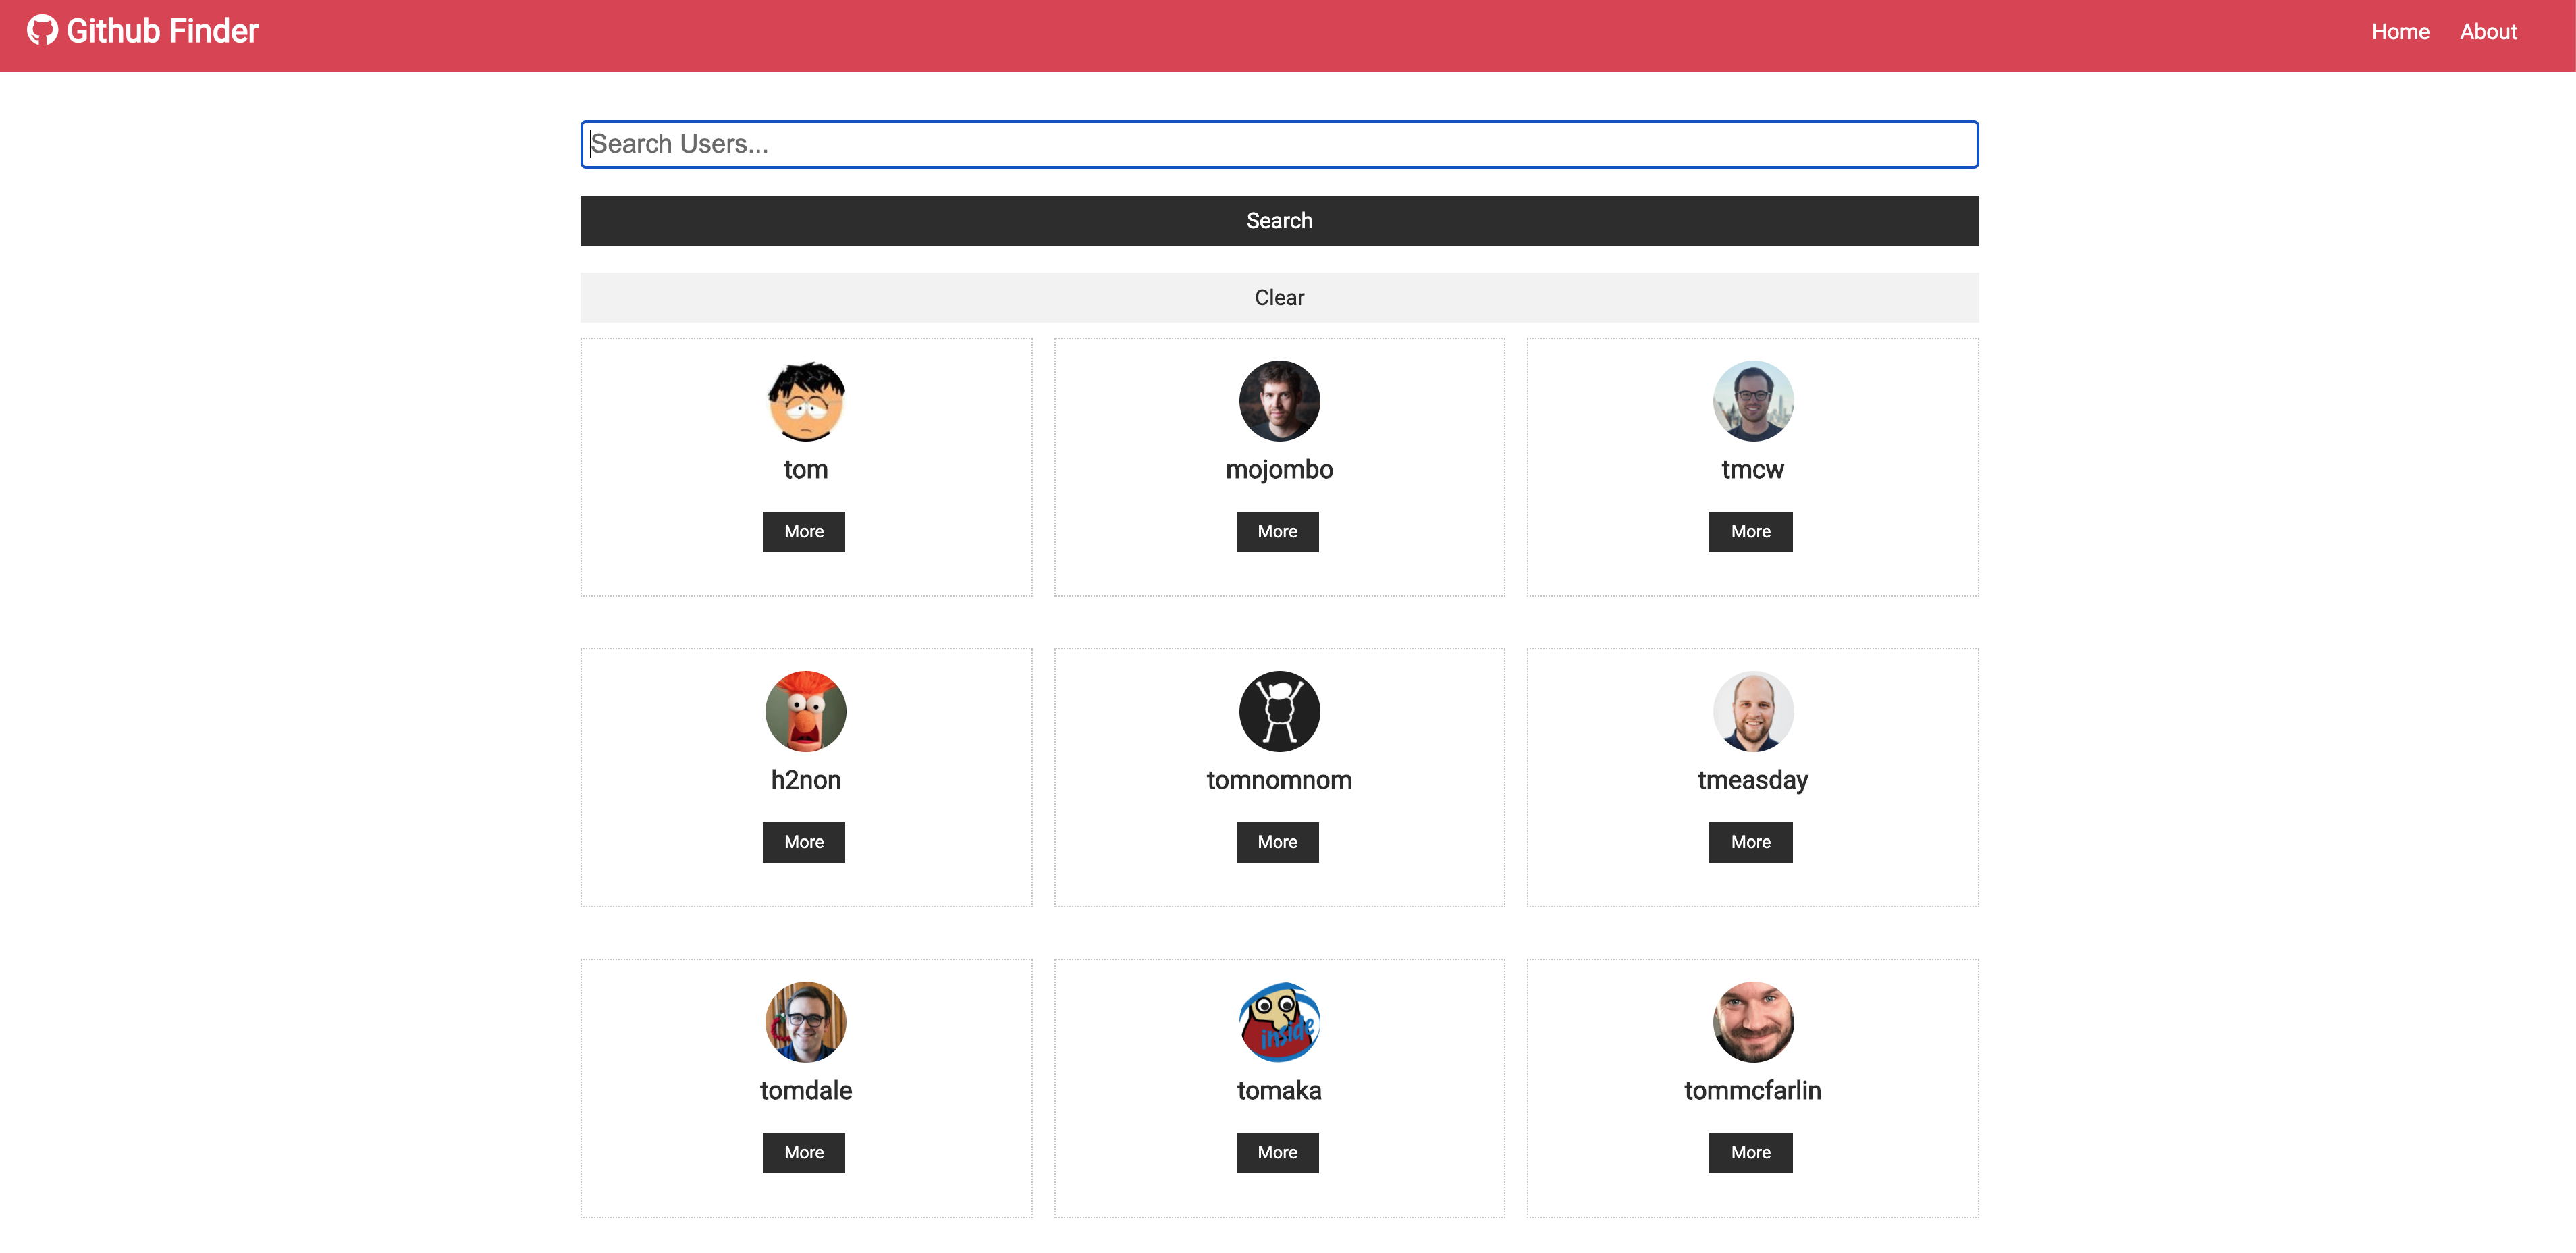 Github Finder
Home About
Search Users...
Search
Clear
tom mojombo tmcw
More More More
h2non tomnomnom tmeasday
More More More
inside
tomdale tomaka tommcfarlin
More More More